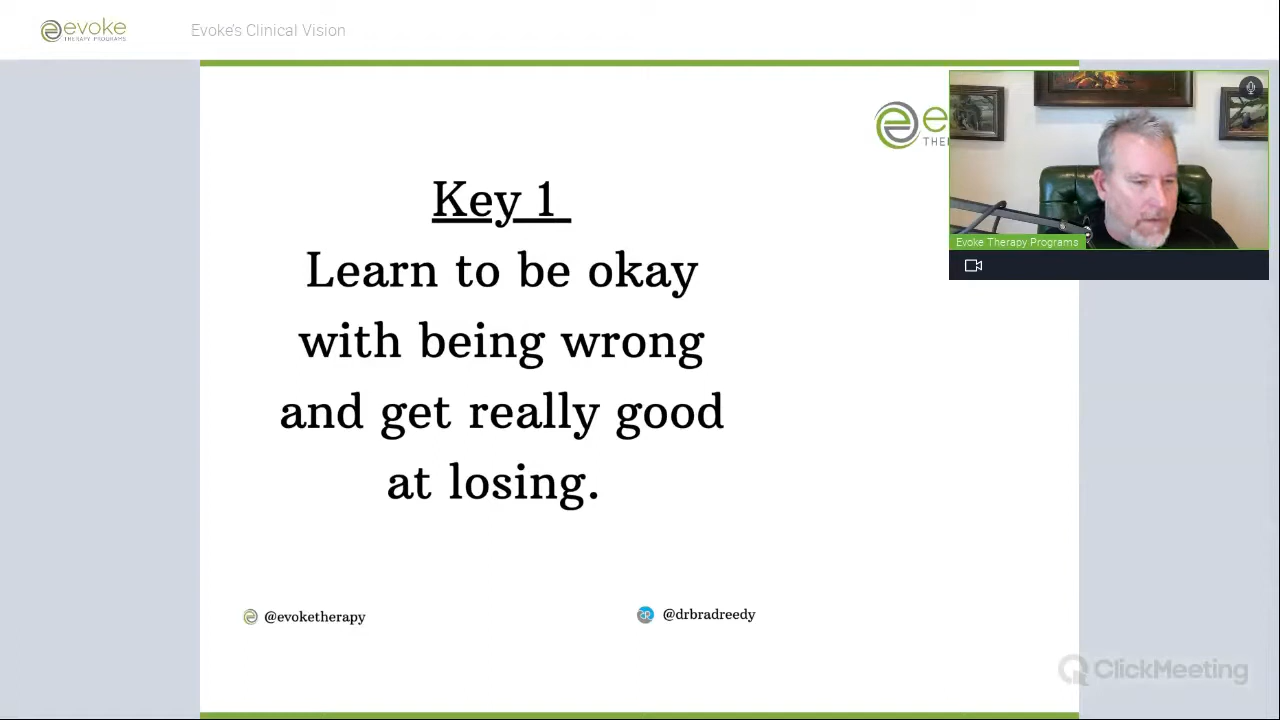 evoke
THERAPY PROGRAMS
Evoke's Clinical Vision
e
THE
Key 1
Learn to be okay
with being wrong
and get really good
at losing.
Evoke Therapy Programs
@evoketherapy
@drbradreedy
ClickMeeting